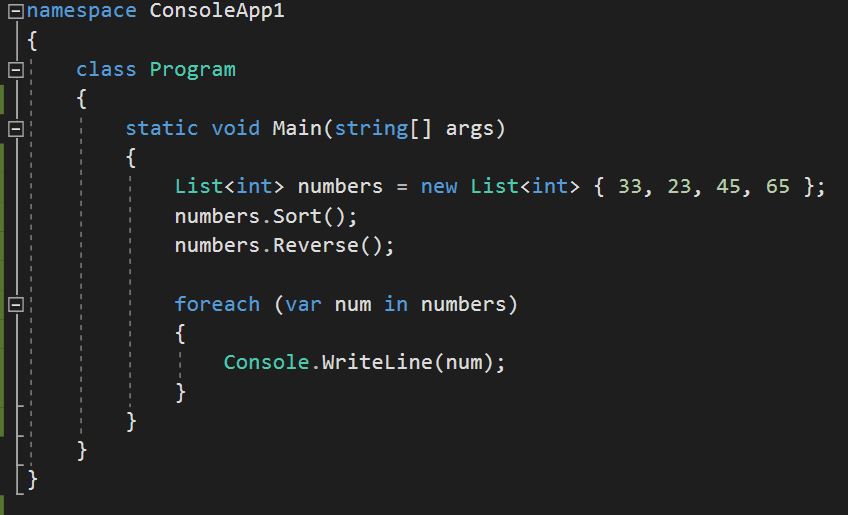 namespace ConsoleApp1
{
class Program
{
static void Main(string[] args)
{
List<int> numbers = new List<int> { 33, 23, 45, 65 };
numbers.Sort();
numbers.Reverse();
foreach (var num in numbers)
{
Console.WriteLine(num);
}
}
}
}